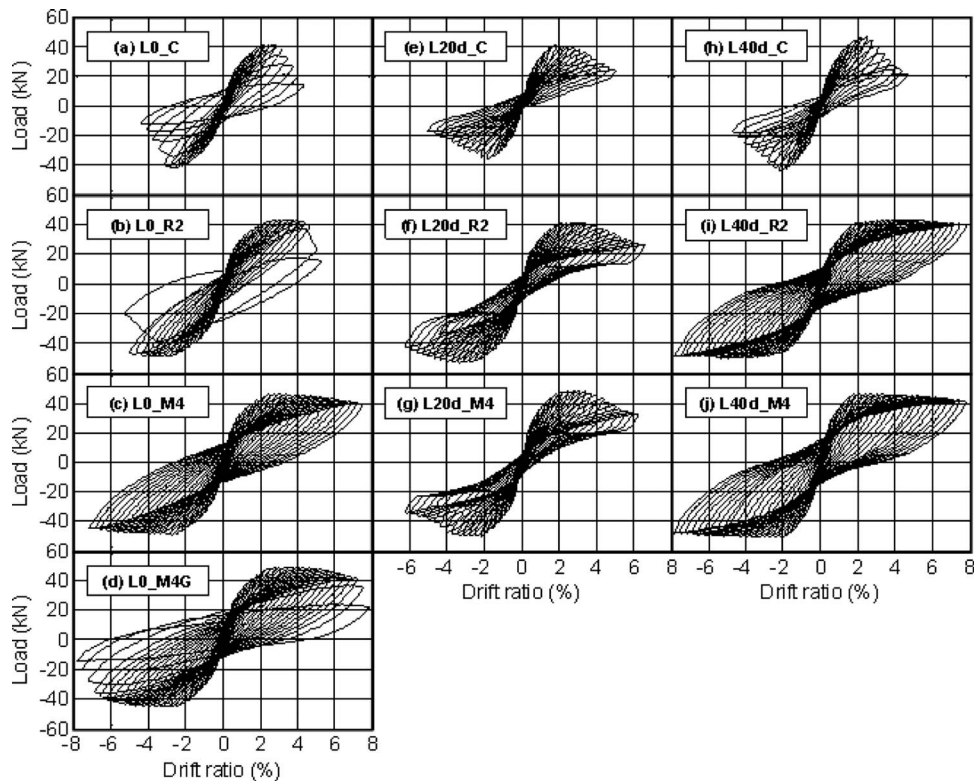 60
40
20
0
-20
-40
Load (kN)
(a) L0_C
(e) L20d_C
(h) L40d_C
60
40
20
0
-20
-40
Load (kN)
(b) L0_R2
(f) L20d_R2
(i) L40d_R2
60
40
20
0
-20
-40
Load (kN)
(c) L0_M4
(g) L20d_M4
(j) L40d_M4
60
40
20
0
-20
-40
-60
Load (kN)
(d) L0_M4G
-8 -6 -4 -2 0 2 4 6 8
Drift ratio (%)
-6 -4 -2 0 2 4 6
Drift ratio (%)
-8 -6 -4 -2 0 2 4 6 8
Drift ratio (%)